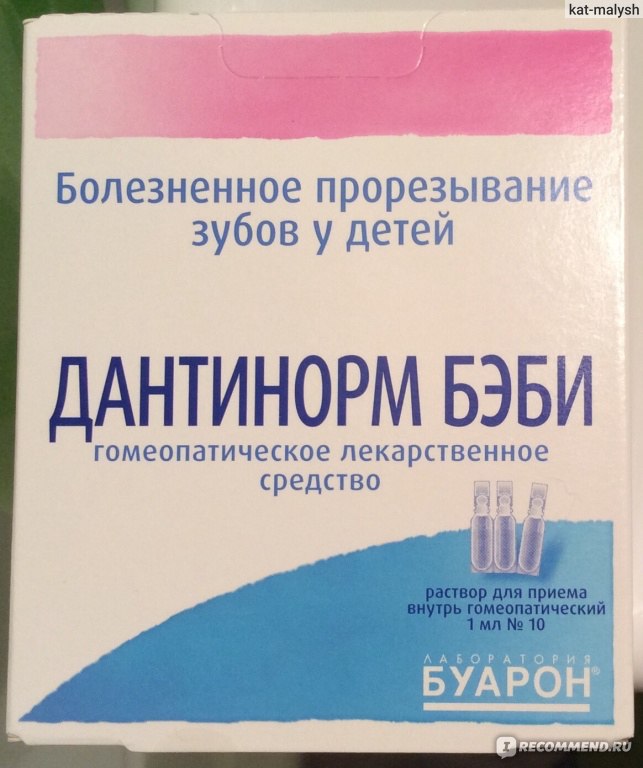 kat-malysh
Болезненное прорезывание
зубов у детей
ДАНТИНОРМ БЭБИ
гомеопатическое лекарственное
средство
раствор для приема
внутрь гомеопатический
1 мл № 10
ЛАБОРАТОРИЯ
БУАРОН®
IRECOMMEND.RU